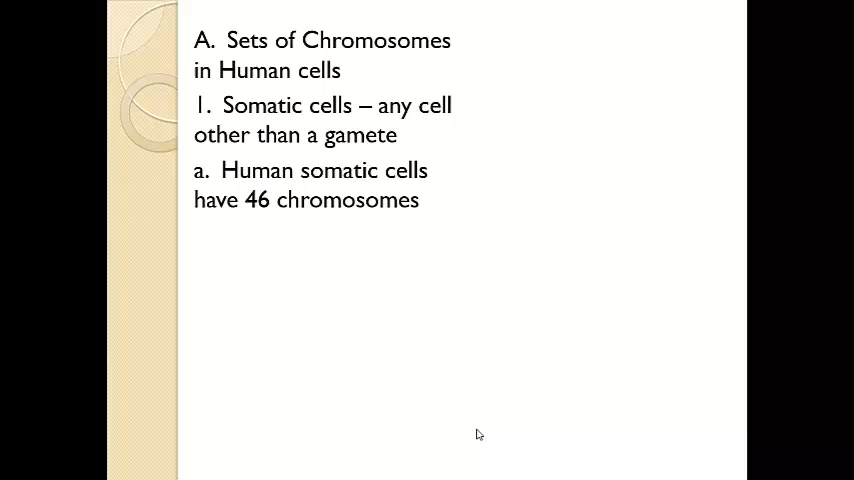 A. Sets of Chromosomes
in Human cells
1. Somatic cells – any cell
other than a gamete
a. Human somatic cells
have 46 chromosomes